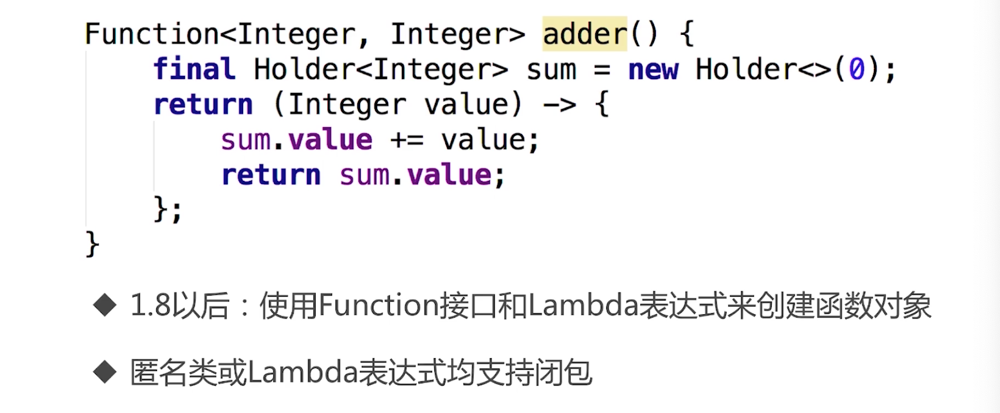 Function<Integer, Integer> adder() {
    final Holder<Integer> sum = new Holder<>(0);
    return (Integer value) -> {
        sum.value += value;
        return sum.value;
    };
}
◆ 1.8以后：使用Function接口和Lambda表达式来创建函数对象
◆ 匿名类或Lambda表达式均支持闭包